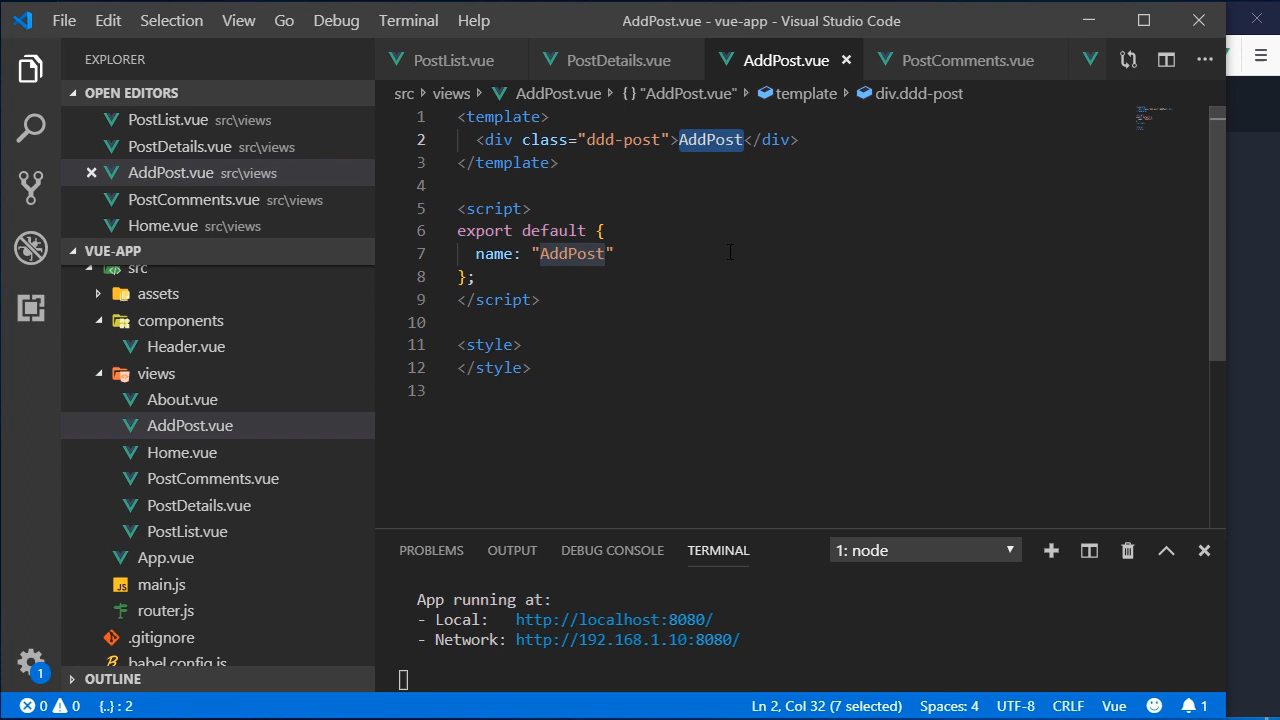 File Edit Selection View Go Debug Terminal Help AddPost.vue - vue-app - Visual Studio Code
EXPLORER
PostList.vue PostDetails.vue AddPost.vue PostComments.vue
OPEN EDITORS
src views AddPost.vue {} "AddPost.vue" template div.ddd-post
PostList.vue src\views
PostDetails.vue src\views
AddPost.vue src\views
PostComments.vue src\views
Home.vue src\views
VUE-APP
src
assets
components
Header.vue
views
About.vue
AddPost.vue
Home.vue
PostComments.vue
PostDetails.vue
PostList.vue
App.vue
JS main.js
router.js
.gitignore
babel.config.js
OUTLINE
1 <template>
2 <div class="ddd-post">AddPost</div>
3 </template>
4
5 <script>
6 export default {
7 name: "AddPost"
8 };
9 </script>
10
11 <style>
12 </style>
13
PROBLEMS OUTPUT DEBUG CONSOLE TERMINAL 1: node
App running at:
- Local: http://localhost:8080/
- Network: http://192.168.1.10:8080/
1
0 0 {..} : 2 Ln 2, Col 32 (7 selected) Spaces: 4 UTF-8 CRLF Vue 1